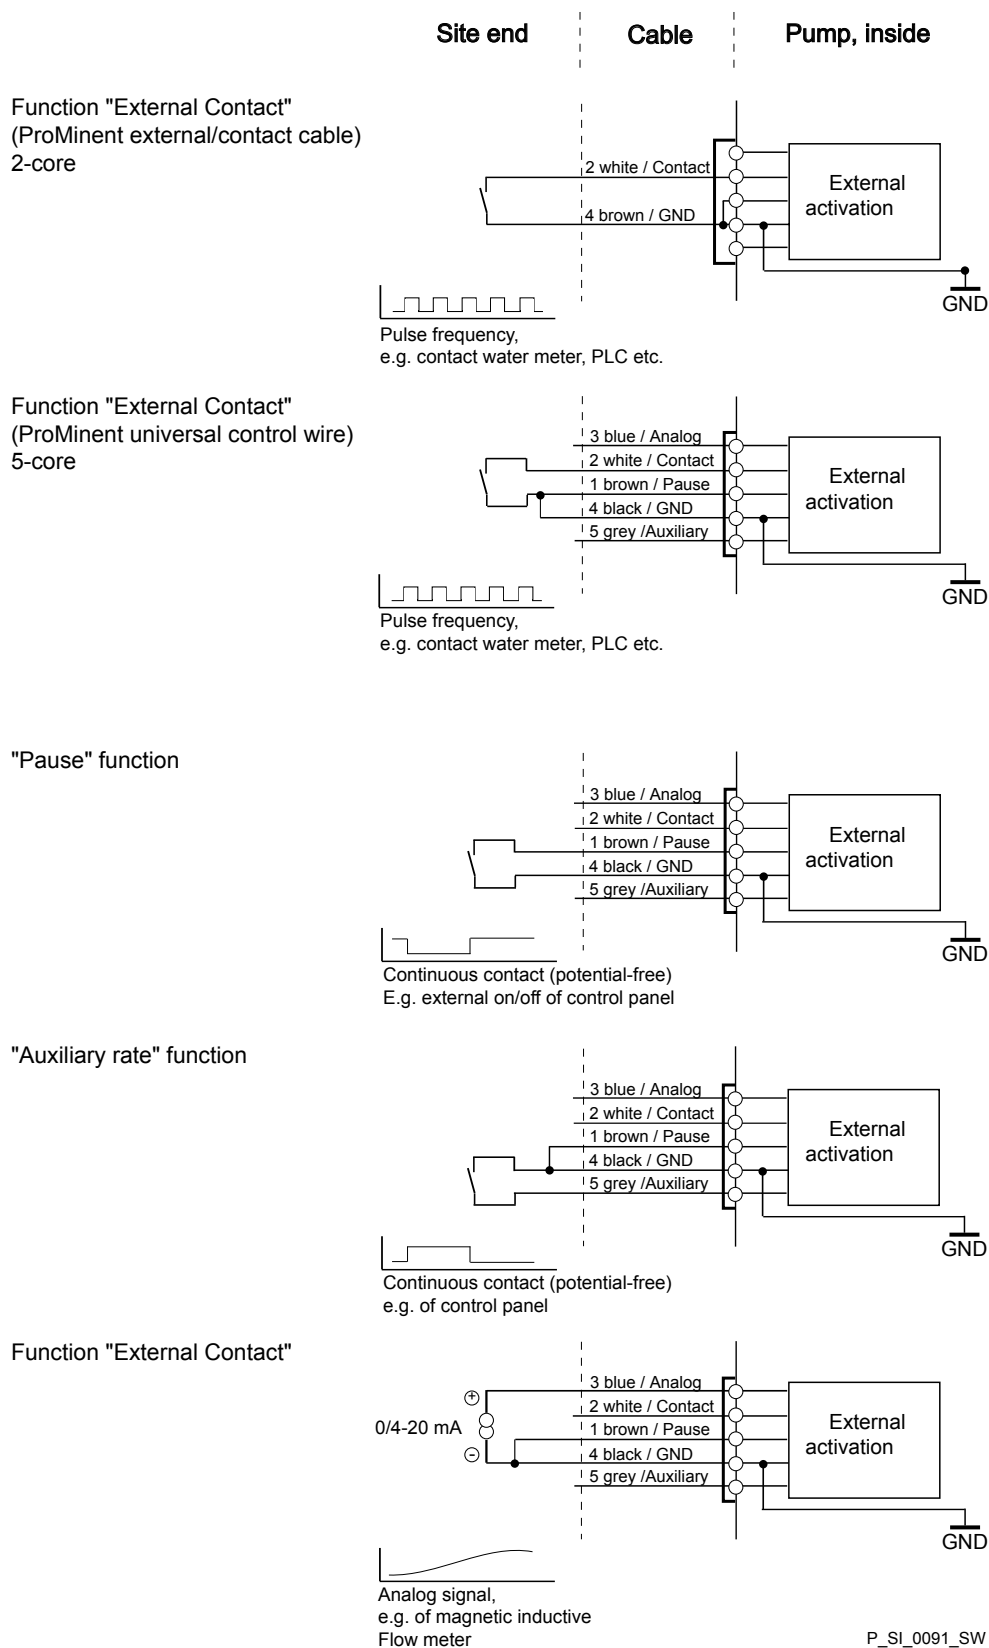 Site end
Cable
Pump, inside
Function "External Contact"
(ProMinent external/contact cable)
2-core
2 white / Contact
4 brown / GND
External
activation
GND
Pulse frequency,
e.g. contact water meter, PLC etc.
Function "External Contact"
(ProMinent universal control wire)
5-core
3 blue / Analog
2 white / Contact
1 brown / Pause
4 black / GND
5 grey /Auxiliary
External
activation
GND
Pulse frequency,
e.g. contact water meter, PLC etc.
"Pause" function
3 blue / Analog
2 white / Contact
1 brown / Pause
4 black / GND
5 grey /Auxiliary
External
activation
GND
Continuous contact (potential-free)
E.g. external on/off of control panel
"Auxiliary rate" function
3 blue / Analog
2 white / Contact
1 brown / Pause
4 black / GND
5 grey /Auxiliary
External
activation
GND
Continuous contact (potential-free)
e.g. of control panel
Function "External Contact"
3 blue / Analog
2 white / Contact
1 brown / Pause
4 black / GND
5 grey /Auxiliary
+
0/4-20 mA
-
External
activation
GND
Analog signal,
e.g. of magnetic inductive
Flow meter
P_SI_0091_SW